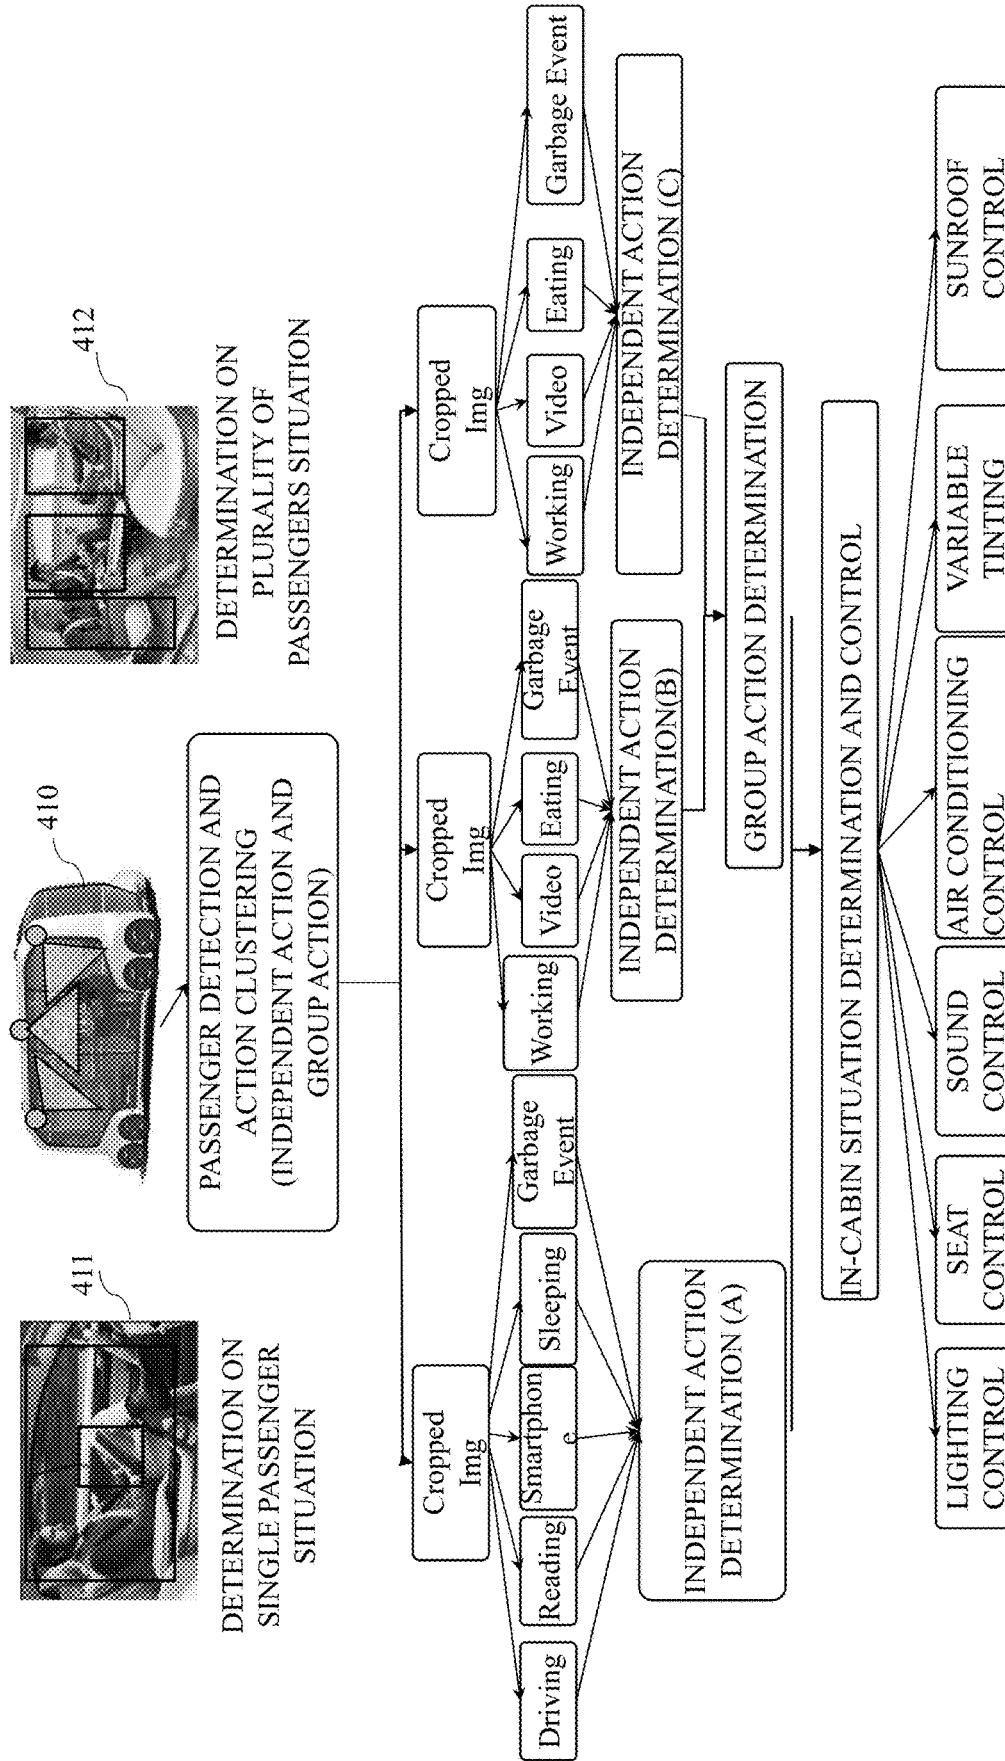 411
DETERMINATION ON
SINGLE PASSENGER
SITUATION
410
PASSENGER DETECTION AND
ACTION CLUSTERING
(INDEPENDENT ACTION AND
GROUP ACTION)
412
DETERMINATION ON
PLURALITY OF
PASSENGERS SITUATION
Cropped
Img
Cropped
Img
Cropped
Img
Driving
Reading
Smartphon
e
Sleeping
Garbage
Event
Working
Video
Eating
Garbage
Event
Working
Video
Eating
Garbage Event
INDEPENDENT ACTION
DETERMINATION (A)
INDEPENDENT ACTION
DETERMINATION(B)
INDEPENDENT ACTION
DETERMINATION (C)
GROUP ACTION DETERMINATION
IN-CABIN SITUATION DETERMINATION AND CONTROL
LIGHTING
CONTROL
SEAT
CONTROL
SOUND
CONTROL
AIR CONDITIONING
CONTROL
VARIABLE
TINTING
SUNROOF
CONTROL